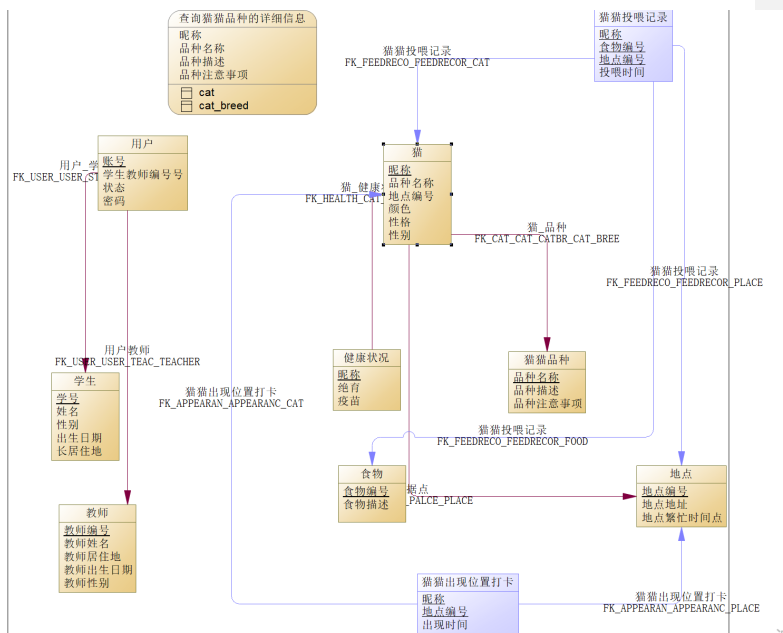 查询猫猫品种的详细信息
昵称
品种名称
品种描述
品种注意事项
cat
cat_breed
猫猫投喂记录
昵称
食物编号
地点编号
投喂时间
猫猫投喂记录
FK_FEEDRECO_FEEDRECOR_CAT
用户
账号
学生教师编号号
状态
密码
用户_学
FK_USER_USER_ST
猫
昵称
品种名称
地点编号
颜色
性格
性别
猫_健康
FK_HEALTH_CAT_
猫_品种
FK_CAT_CAT_CATBR_CAT_BREE
猫猫投喂记录
FK_FEEDRECO_FEEDRECOR_PLACE
用户教师
FK_USER_USER_TEAC_TEACHER
健康状况
昵称
绝育
疫苗
猫猫品种
品种名称
品种描述
品种注意事项
学生
学号
姓名
性别
出生日期
长居住地
猫猫出现位置打卡
FK_APPEARAN_APPEARANC_CAT
猫猫投喂记录
FK_FEEDRECO_FEEDRECOR_FOOD
食物
食物编号
食物描述
据点
_PALCE_PLACE
地点
地点编号
地点地址
地点繁忙时间点
教师
教师编号
教师姓名
教师居住地
教师出生日期
教师性别
猫猫出现位置打卡
昵称
地点编号
出现时间
猫猫出现位置打卡
FK_APPEARAN_APPEARANC_PLACE